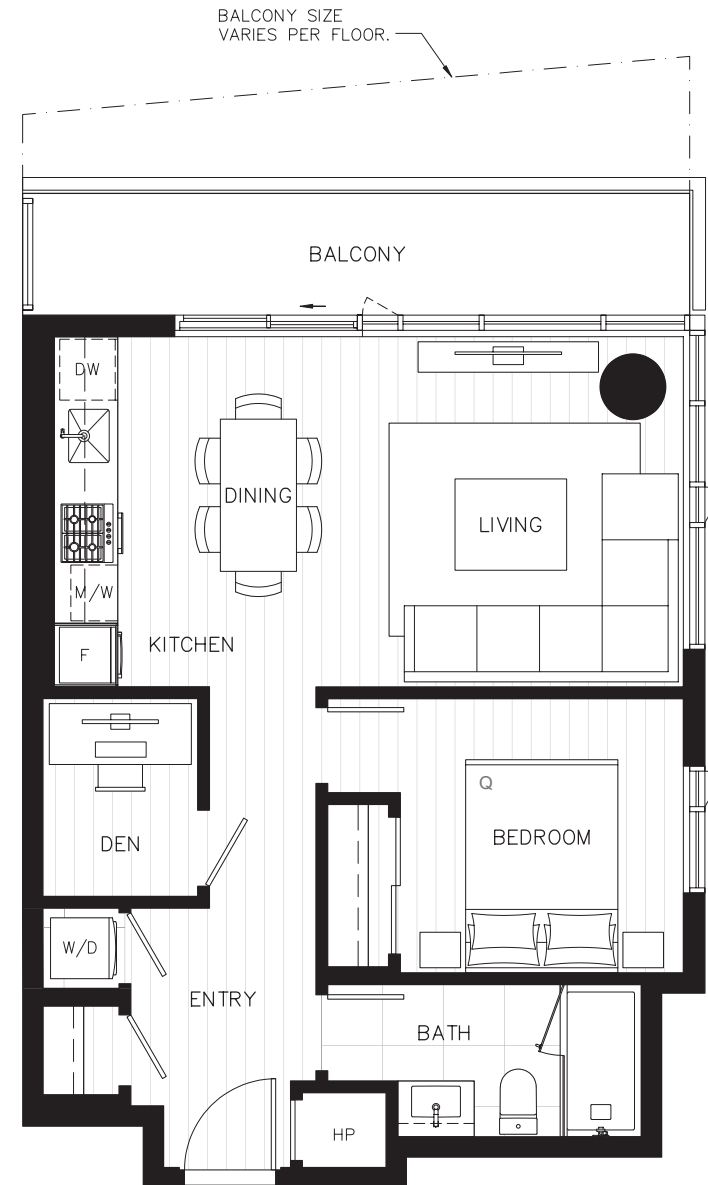 BALCONY SIZE
VARIES PER FLOOR.
BALCONY
DW
DINING
LIVING
M/W
KITCHEN
F
Q
DEN
BEDROOM
W/D
ENTRY
BATH
HP